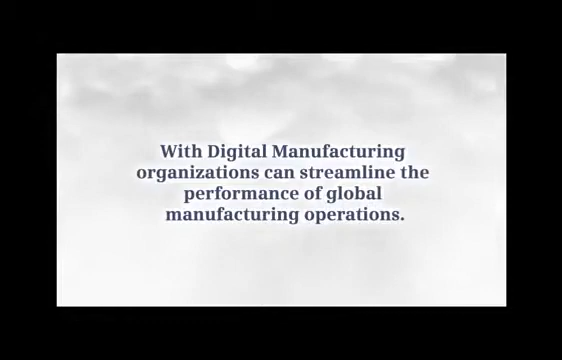 With Digital Manufacturing
organizations can streamline the
performance of global
manufacturing operations.